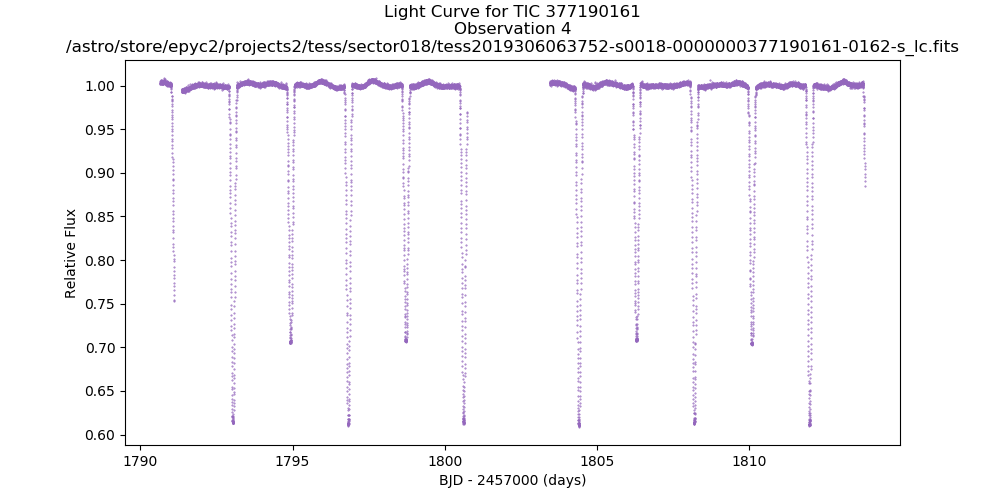 Light Curve for TIC 377190161
Observation 4
/astro/store/epyc2/projects2/tess/sector018/tess2019306063752-s0018-0000000377190161-0162-s_lc.fits
1.00
0.95
0.90
0.85
0.80
0.75
0.70
0.65
0.60
Relative Flux
1790
1795
1800
1805
1810
BJD - 2457000 (days)